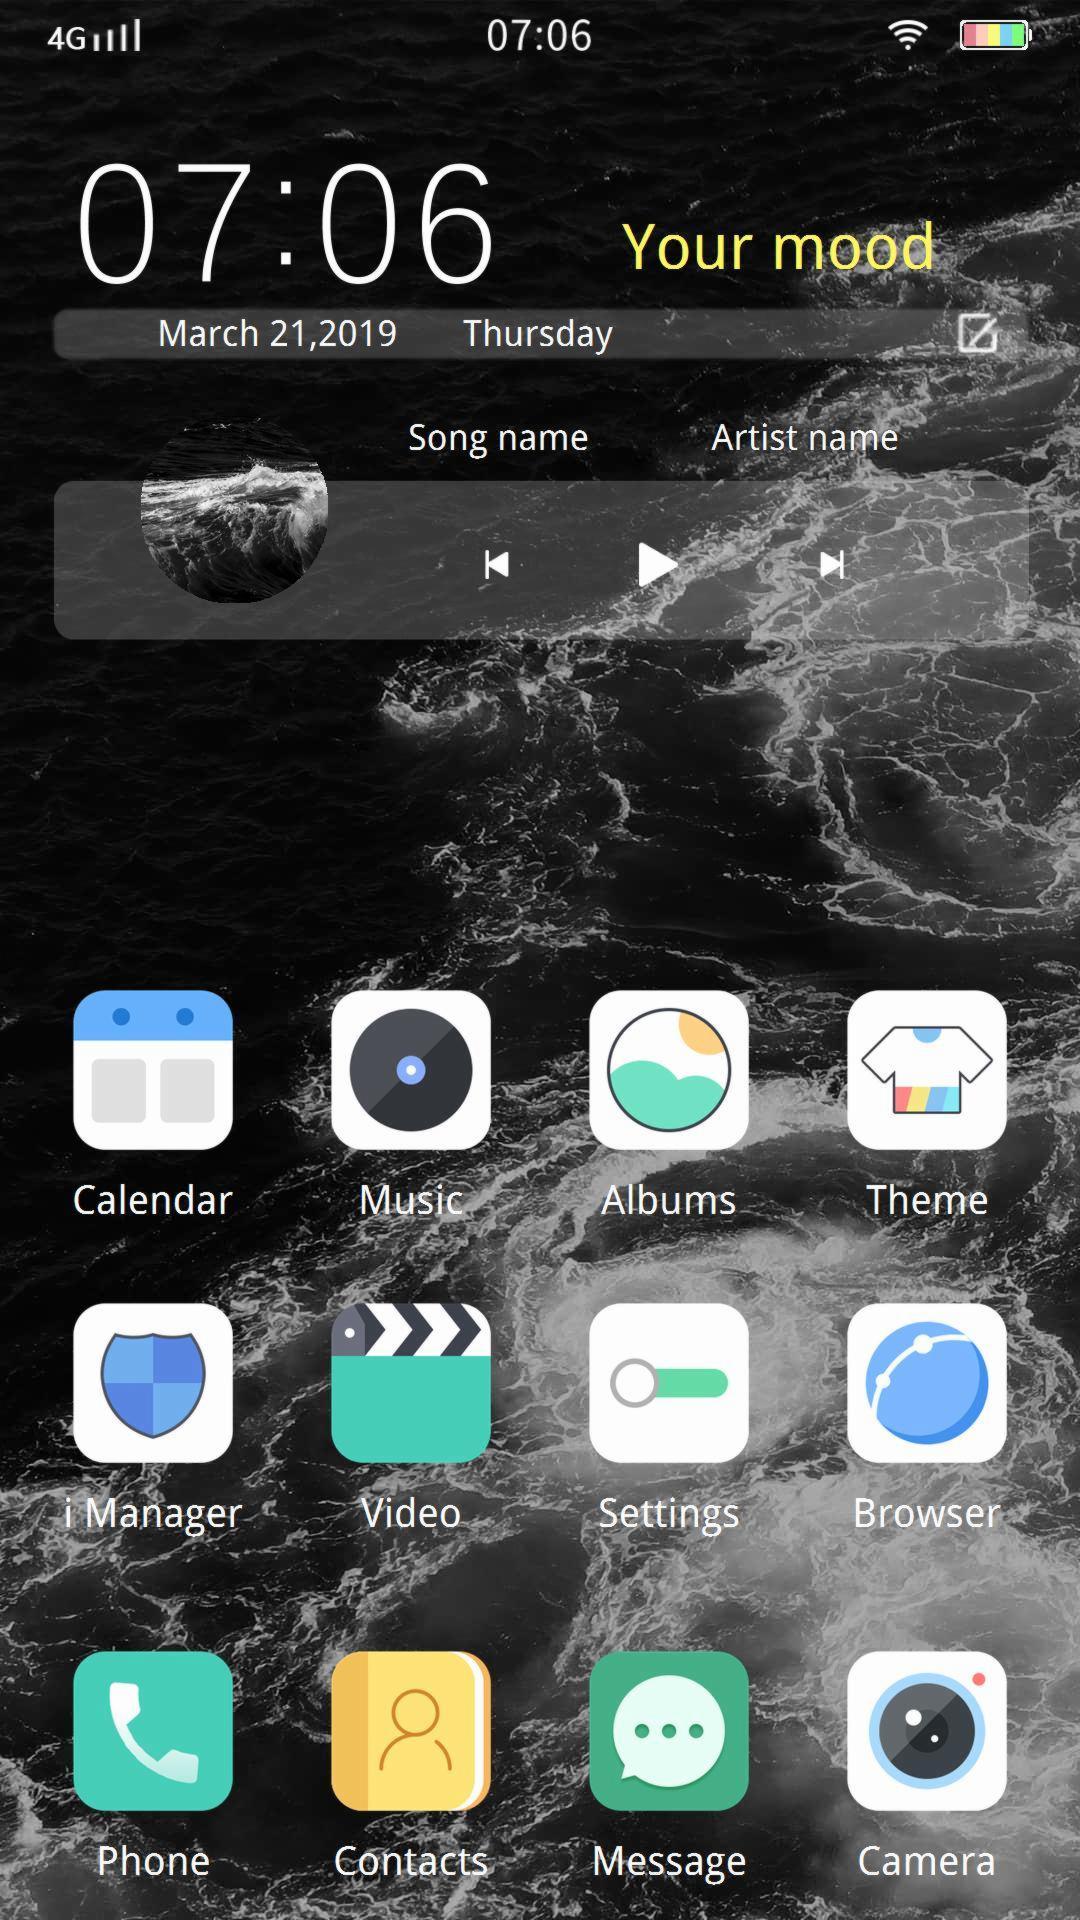 4G 07:06
07:06
Your mood
March 21,2019 Thursday
Song name Artist name
Calendar Music Albums Theme
i Manager Video Settings Browser
Phone Contacts Message Camera